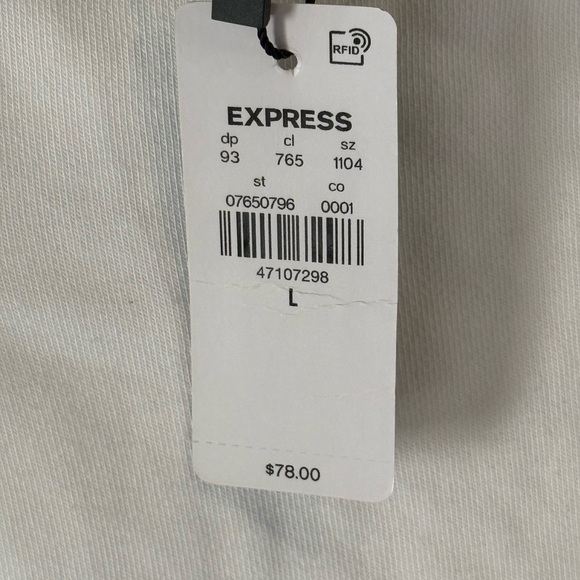 RFID
EXPRESS
dp cl sz
93 765 1104
st co
07650796 0001
47107298
L
$78.00